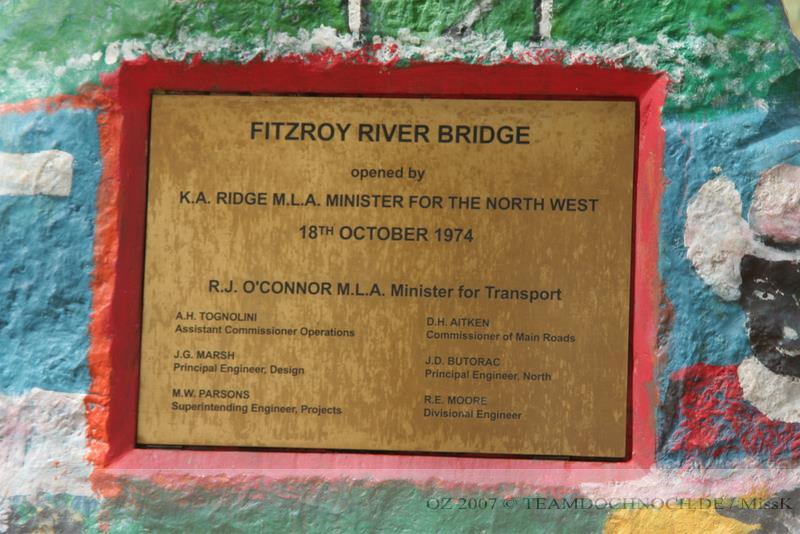 FITZROY RIVER BRIDGE
opened by
K.A. RIDGE M.L.A. MINISTER FOR THE NORTH WEST
18TH OCTOBER 1974
R.J. O'CONNOR M.L.A. Minister for Transport
A.H. TOGNOLINI
Assistant Commissioner Operations
D.H. AITKEN
Commissioner of Main Roads
J.G. MARSH
Principal Engineer, Design
J.D. BUTORAC
Principal Engineer, North
M.W. PARSONS
Superintending Engineer, Projects
R.E. MOORE
Divisional Engineer
OZ 2007 © TEAMDOCHNOCH.DE / MissK